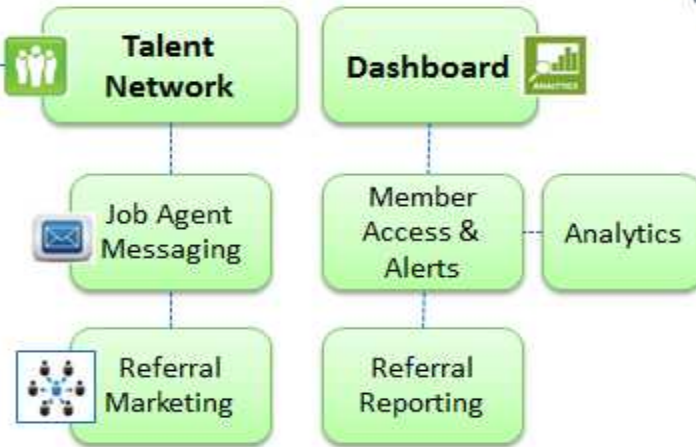 Talent
Network
Dashboard
ANALYTICS
Job Agent
Messaging
Member
Access &
Alerts
Analytics
Referral
Marketing
Referral
Reporting